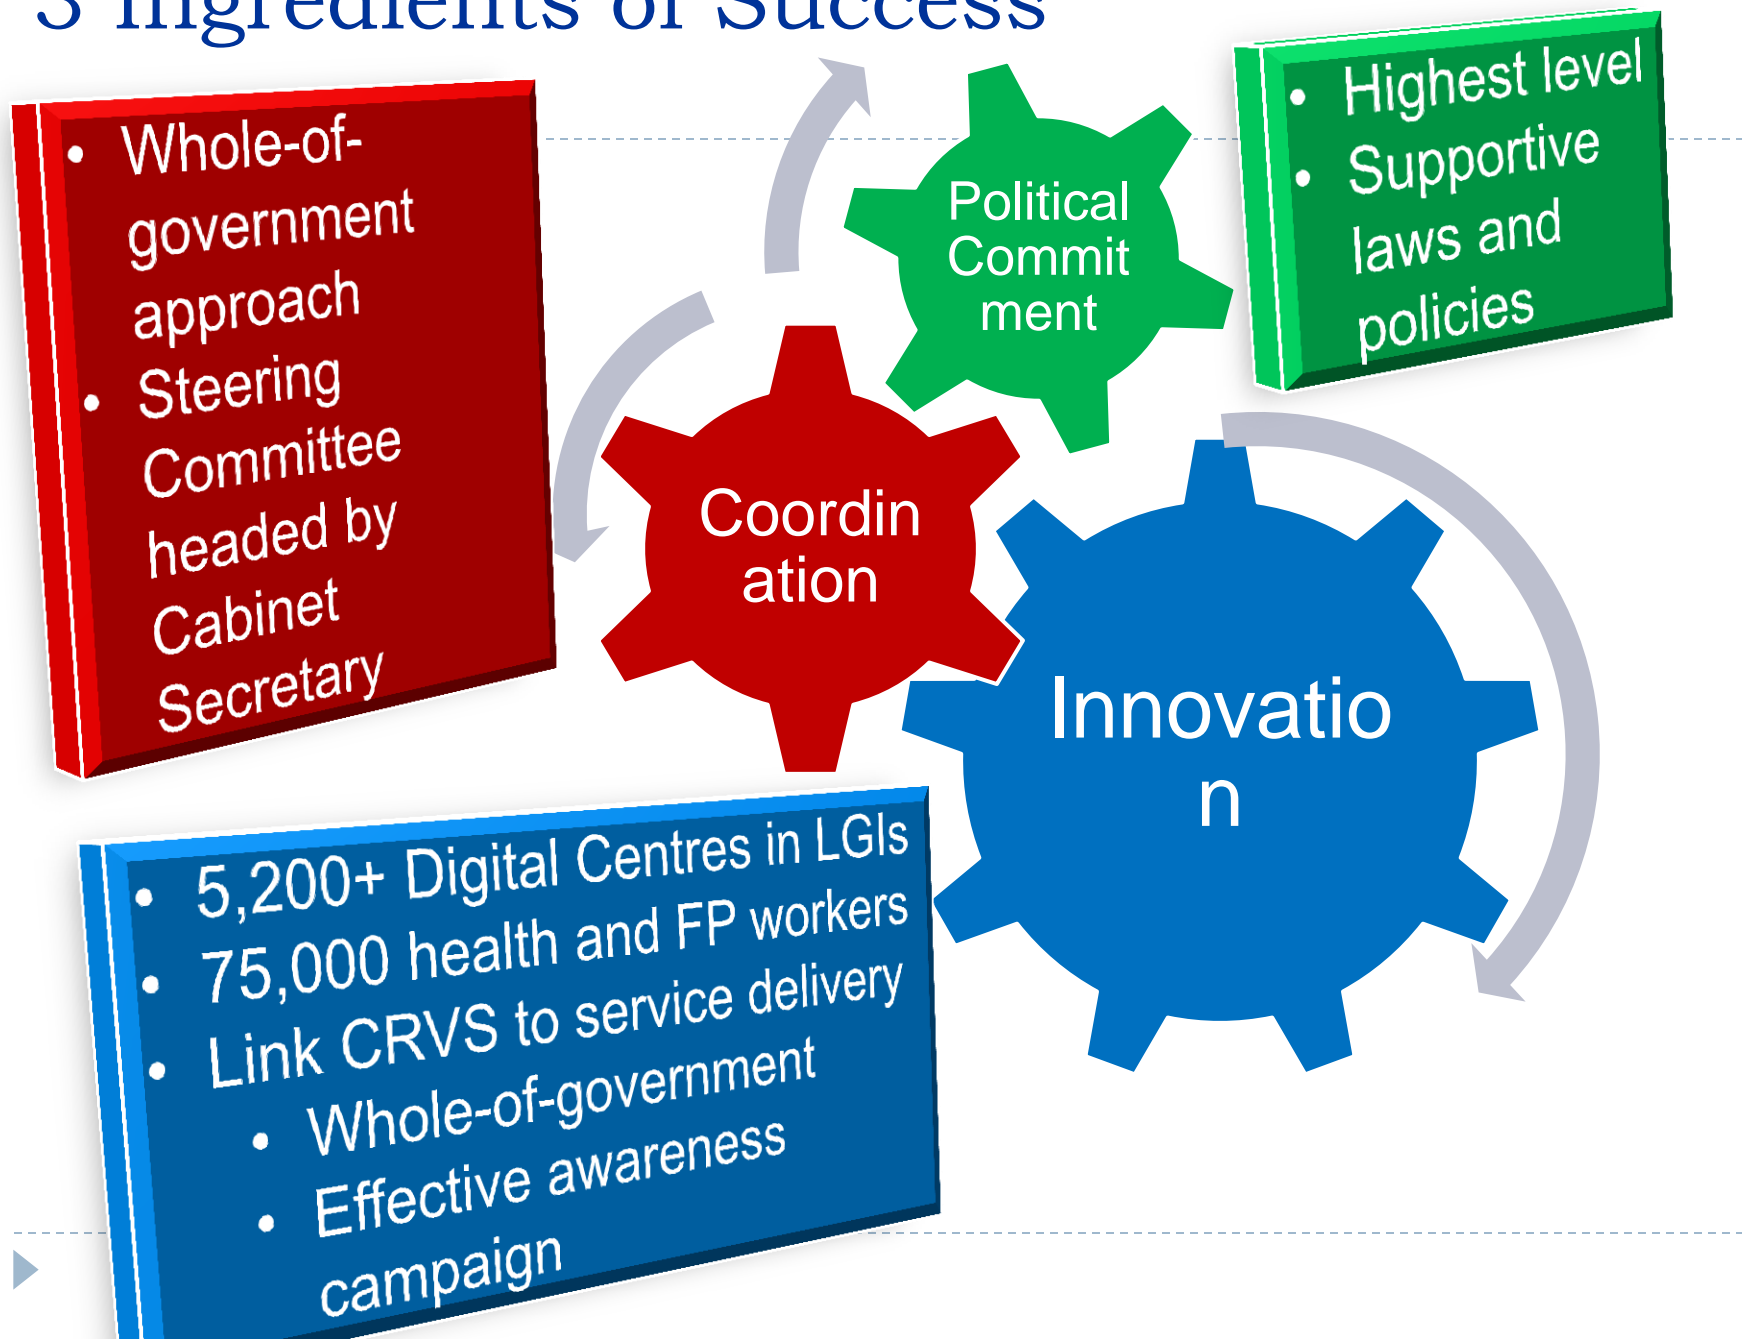 3 Ingredients of Success
• Whole-of-
government
approach
• Steering
Committee
headed by
Cabinet
Secretary
Political
Commit
ment
• Highest level
• Supportive
laws and
policies
Coordin
ation
Innovatio
n
• 5,200+ Digital Centres in LGIs
• 75,000 health and FP workers
• Link CRVS to service delivery
• Whole-of-government
• Effective awareness
campaign